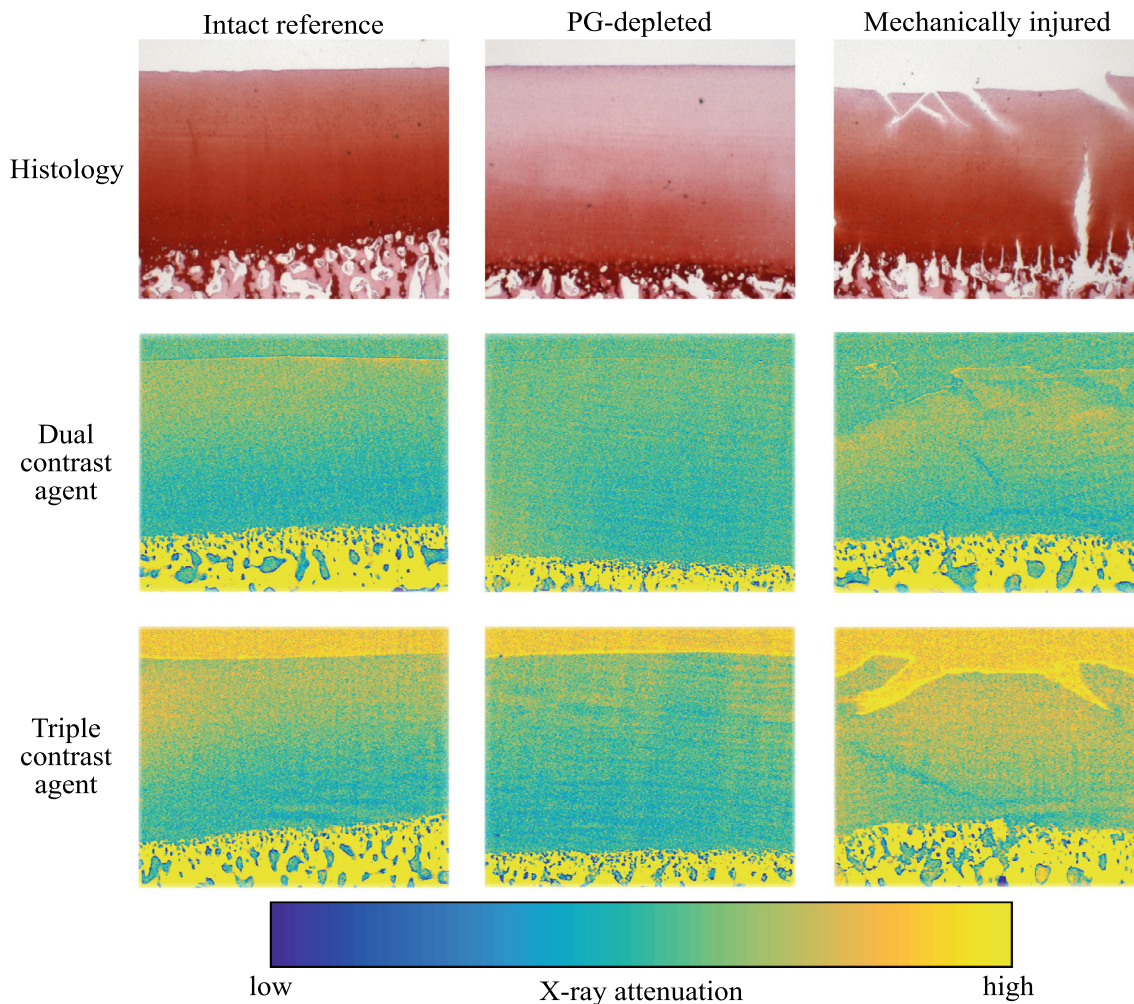 Intact reference
PG-depleted
Mechanically injured
Histology
Dual
contrast
agent
Triple
contrast
agent
low
X-ray attenuation
high